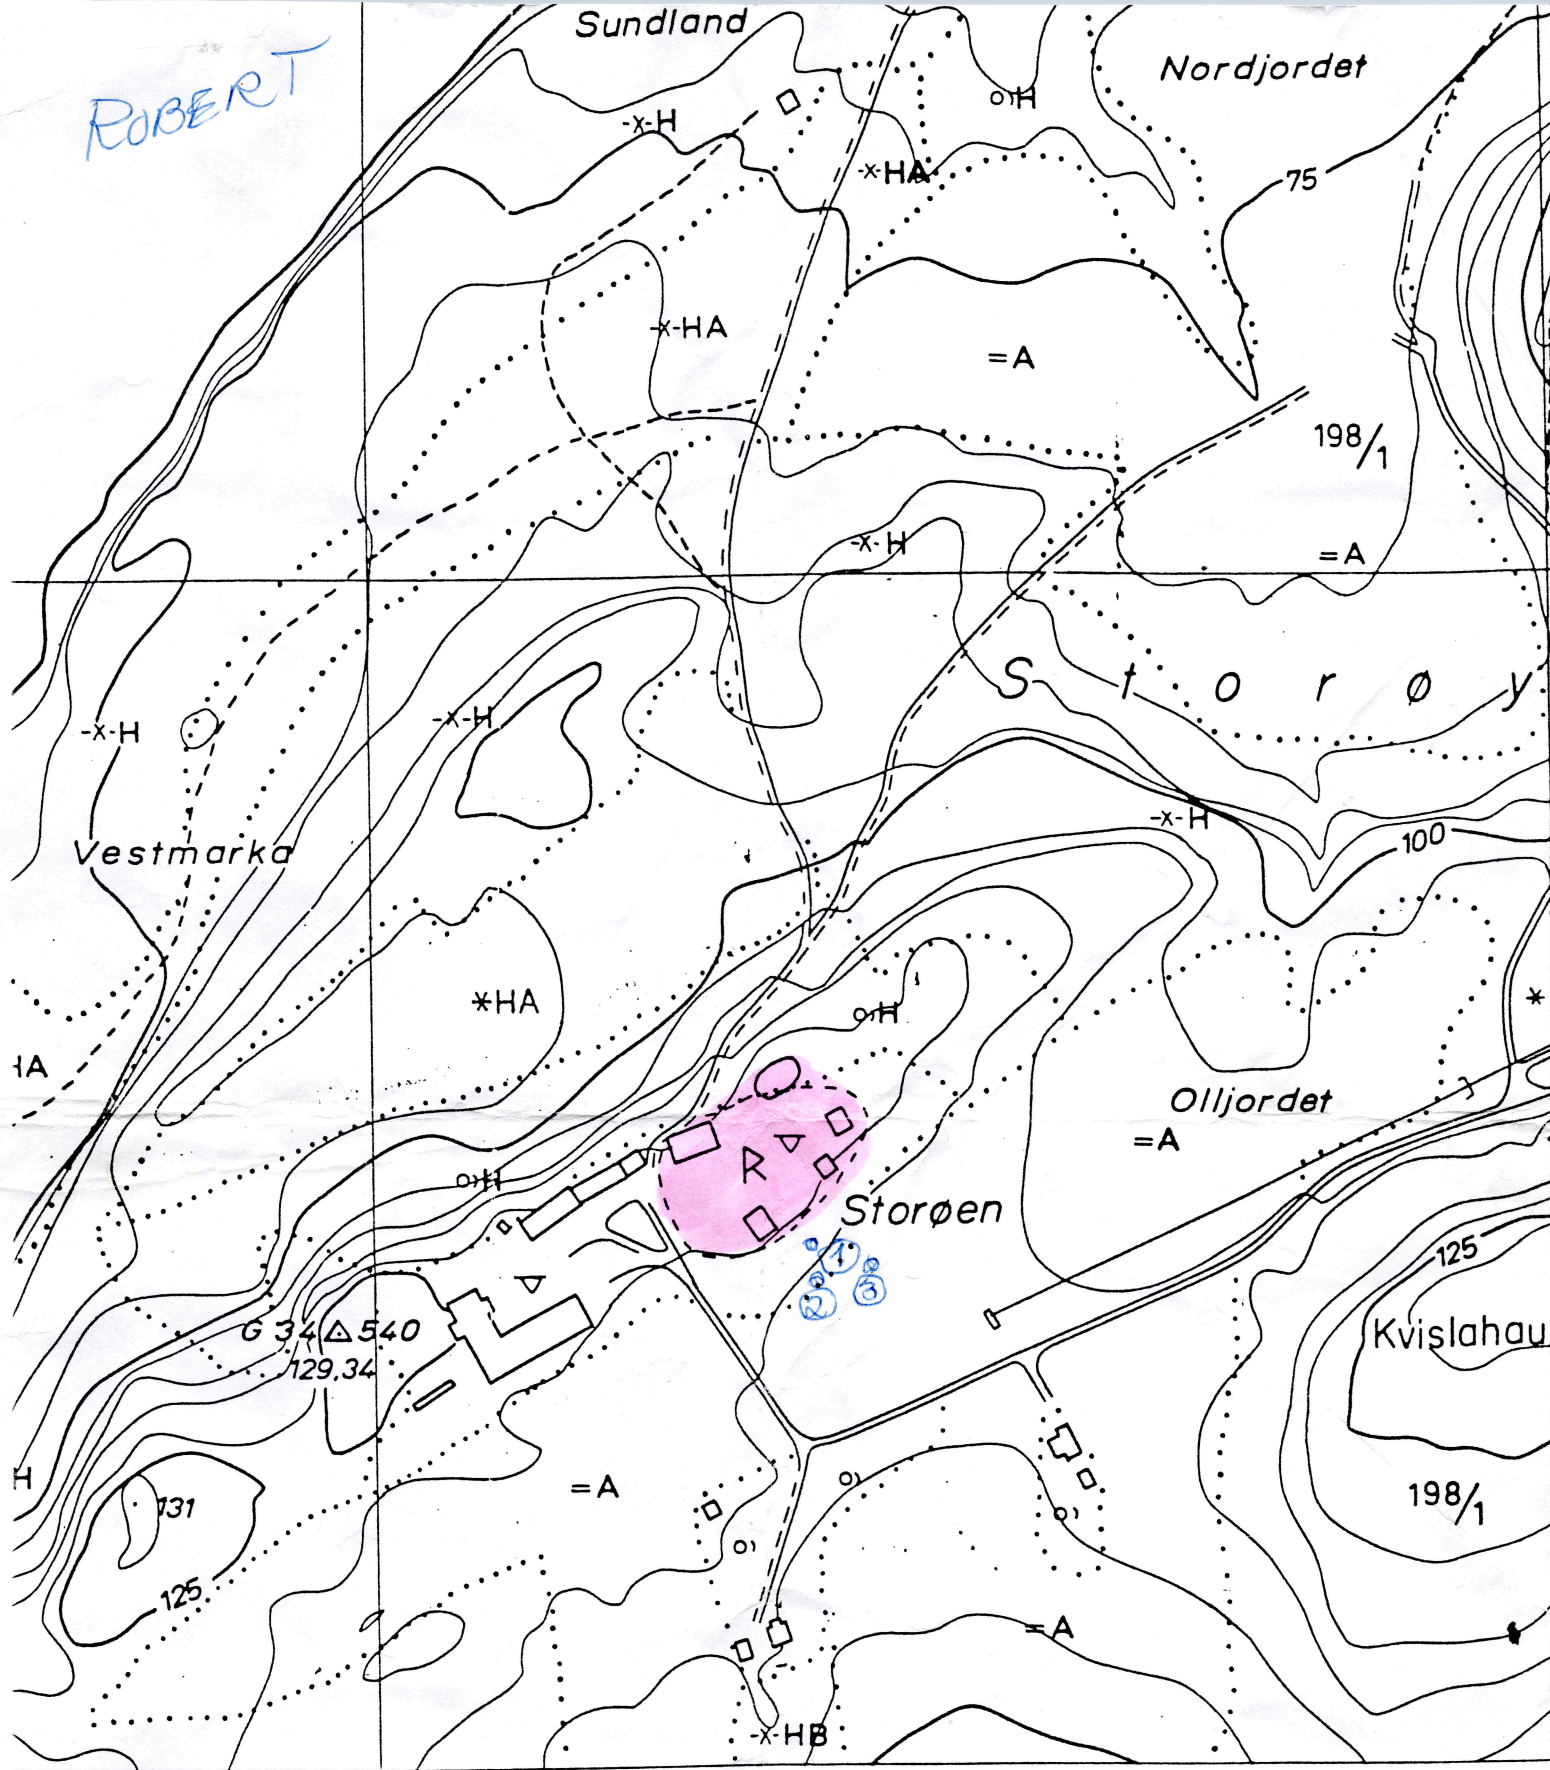 Sundland
Nordjordet
ROBERT
-x-H
o)H
-x-HA
75
-x-HA
=A
198/1
-x-H
=A
Storøy
-x-H
-x-H
-x-H
100
Vestmarka
*HA
o)H
HA
Olljordet
=A
R
o)H
Storøen
1
2
3
125
G 34 △ 540
129,34
Kvislahau
H
131
=A
o)
198/1
o)
o)
125
=A
-x-HB